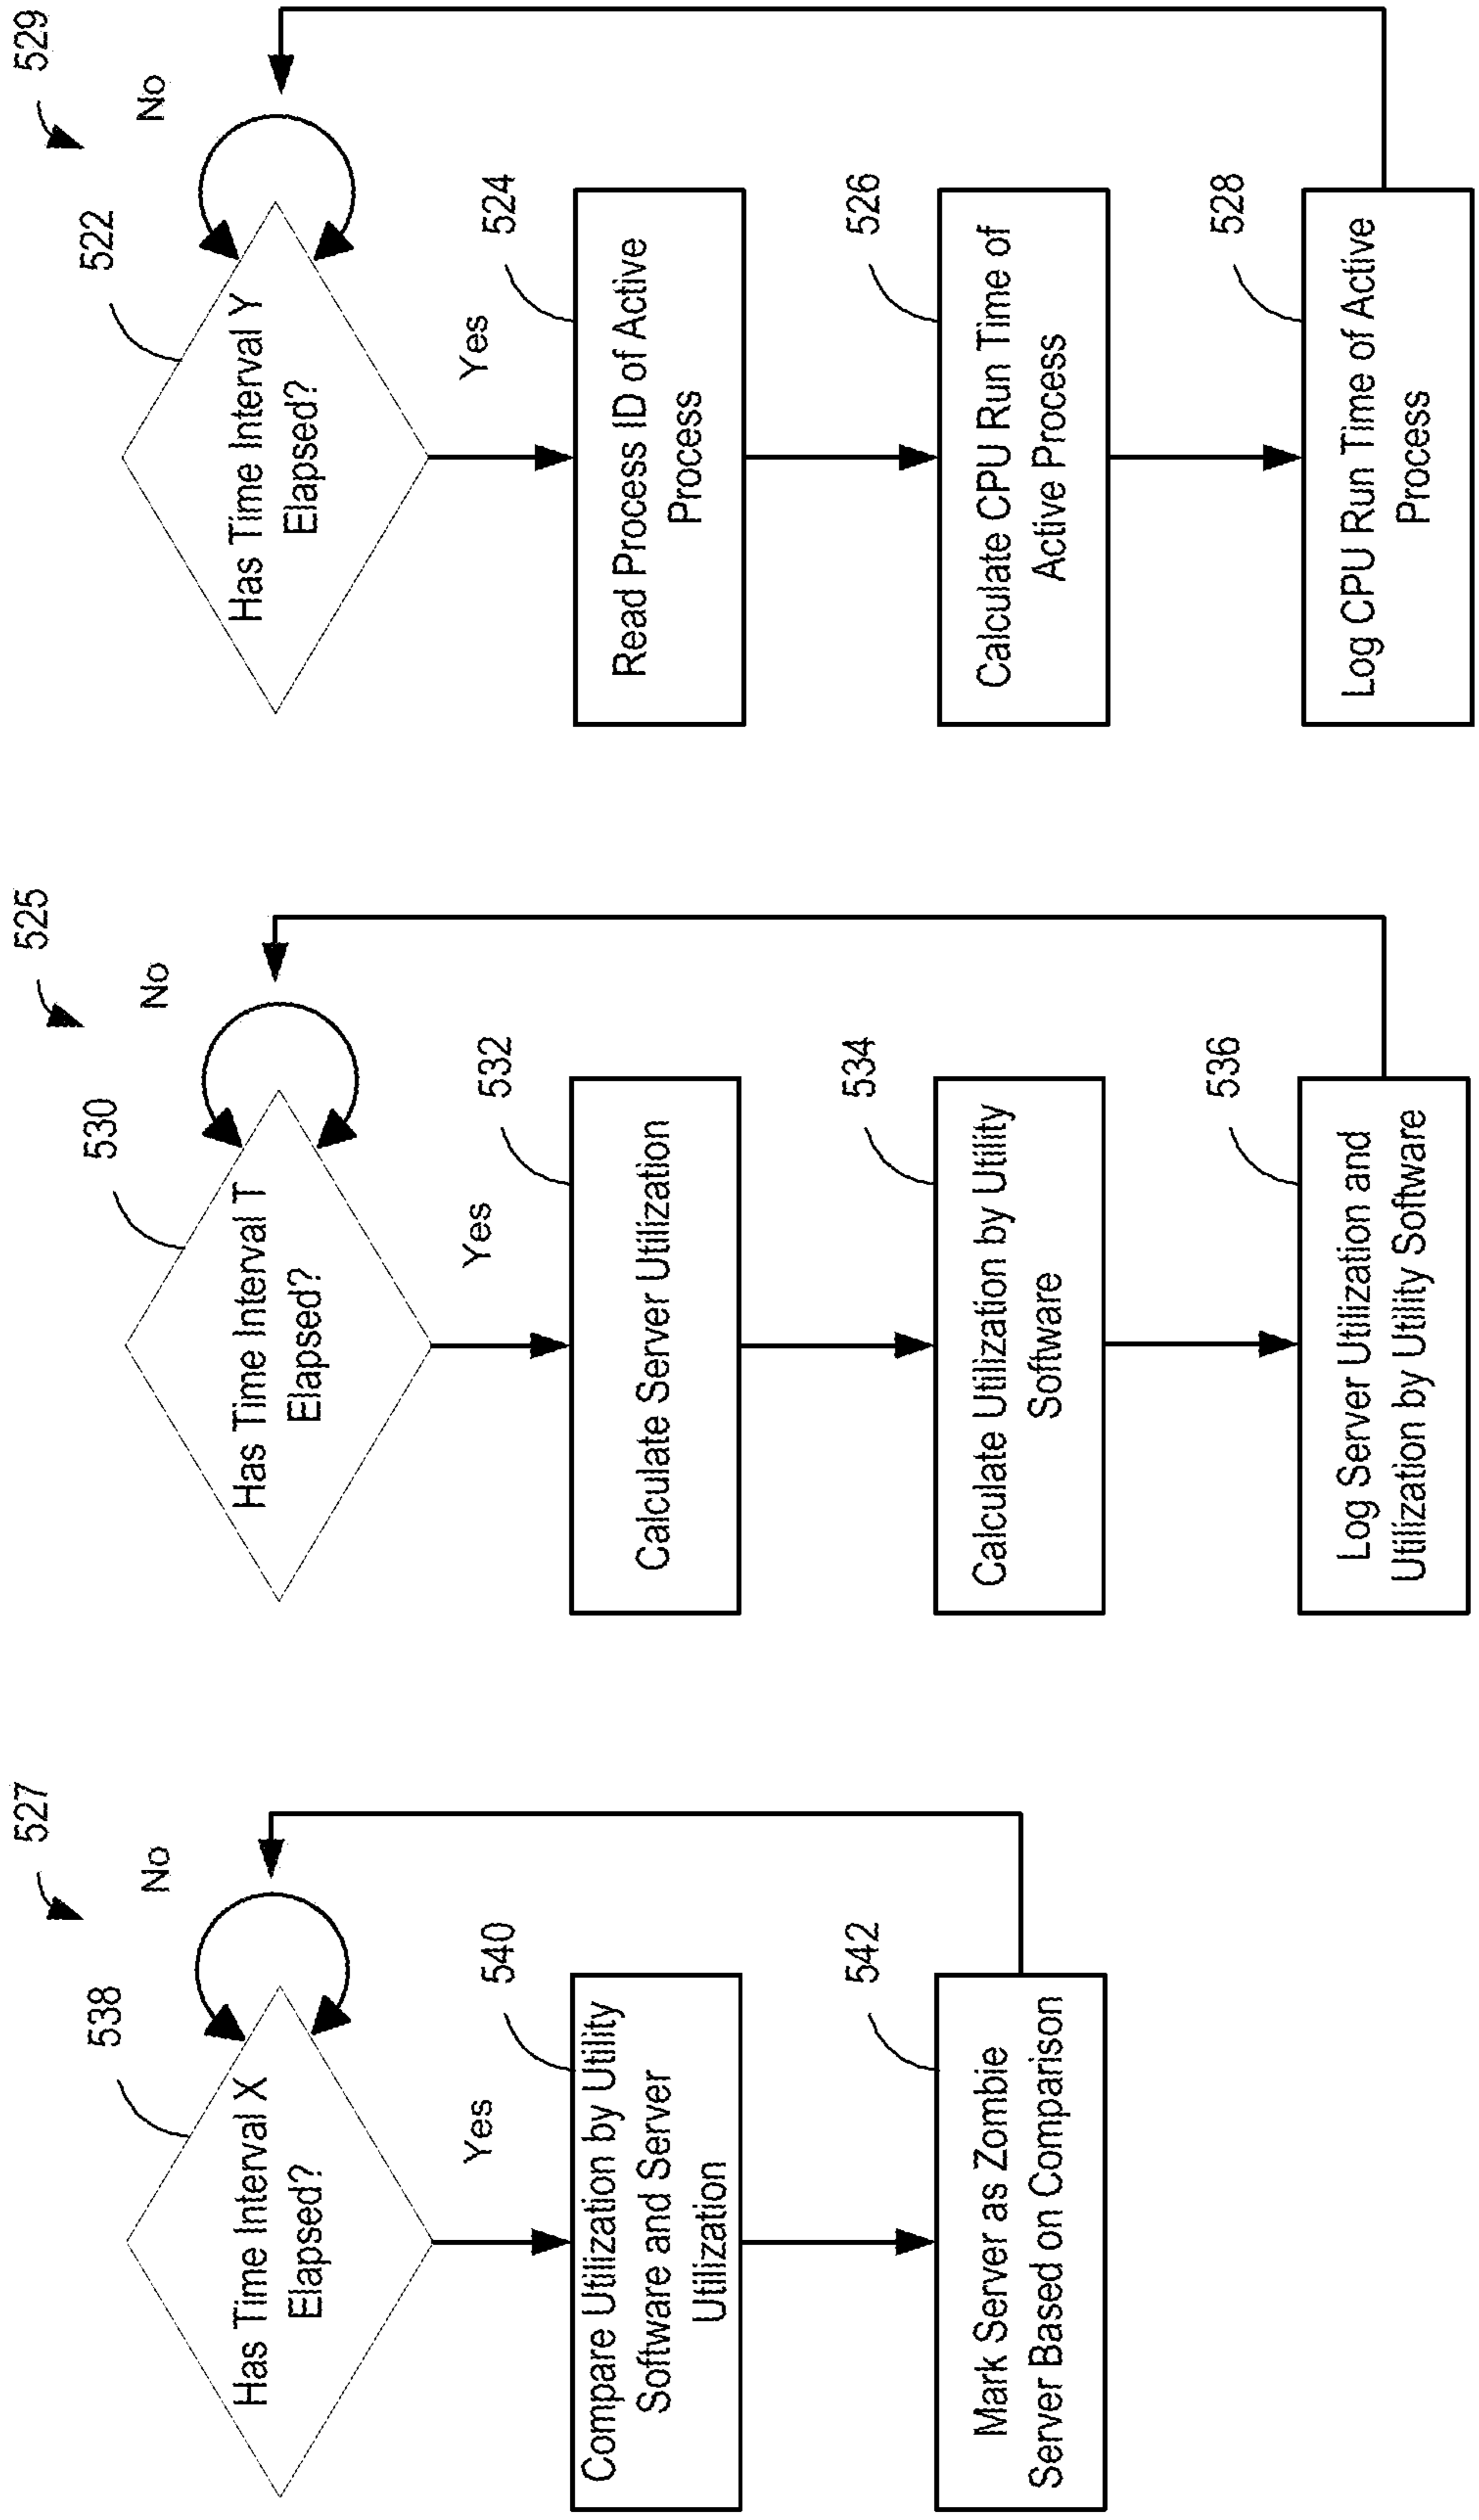 527
No
538
Has Time Interval X
Elapsed?
Yes
540
Compare Utilization by Utility
Software and Server
Utilization
542
Mark Server as Zombie
Server Based on Comparison
525
No
530
Has Time Interval T
Elapsed?
Yes
532
Calculate Server Utilization
534
Calculate Utilization by Utility
Software
536
Log Server Utilization and
Utilization by Utility Software
529
No
522
Has Time Interval Y
Elapsed?
Yes
524
Read Process ID of Active
Process
526
Calculate CPU Run Time of
Active Process
528
Log CPU Run Time of Active
Process